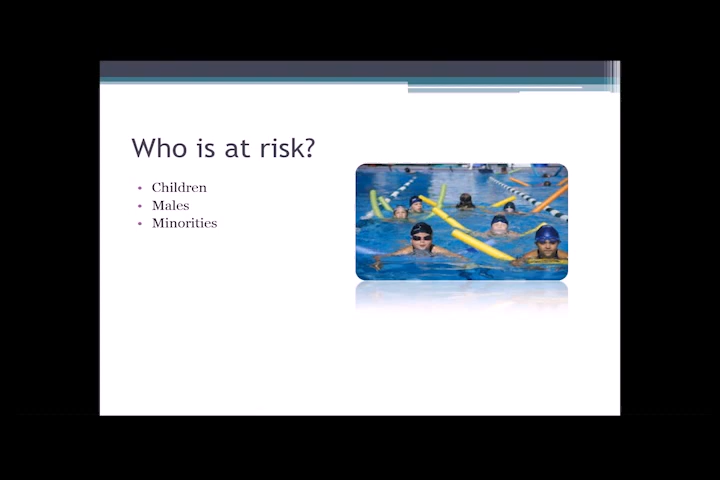 Who is at risk?
• Children
• Males
• Minorities